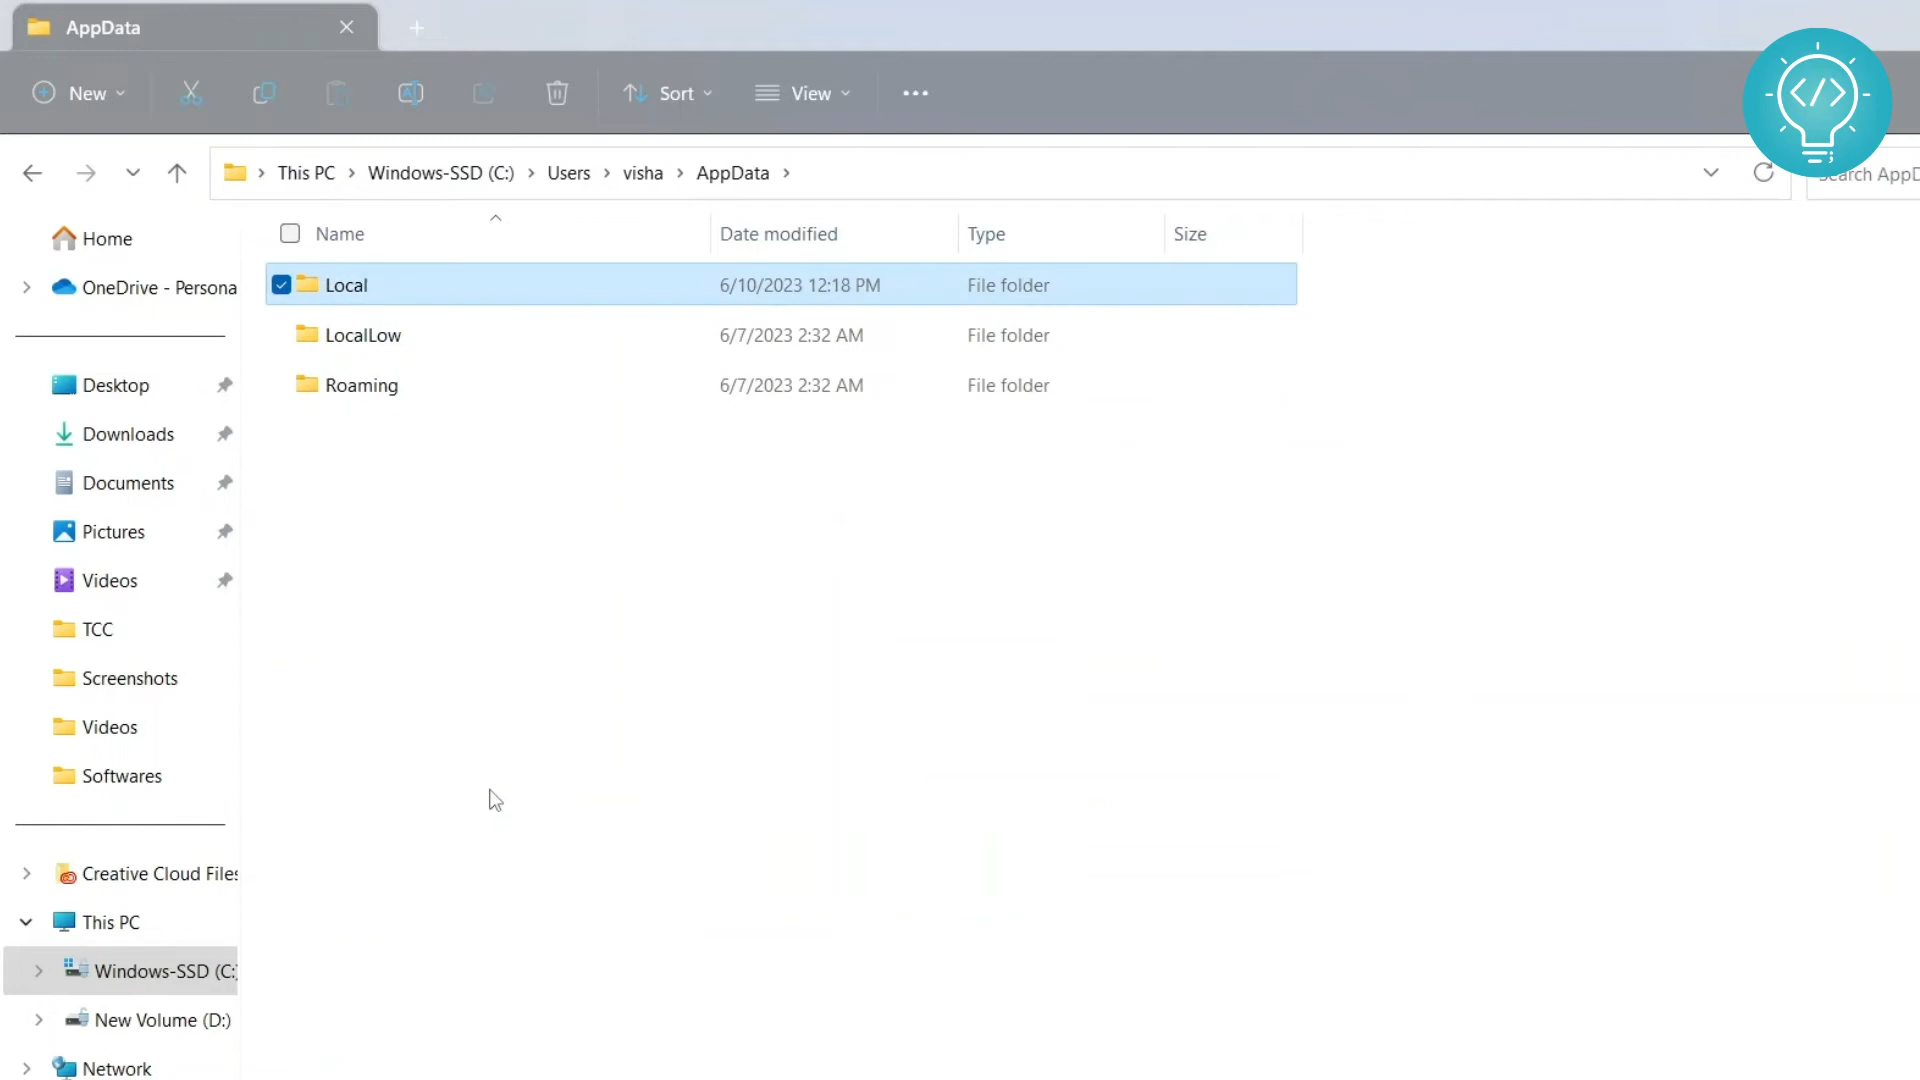 AppData
New
Sort
View
This PC > Windows-SSD (C:) > Users > visha > AppData >
Name
Date modified
Type
Size
Home
OneDrive - Persona
Local
6/10/2023 12:18 PM
File folder
LocalLow
6/7/2023 2:32 AM
File folder
Roaming
6/7/2023 2:32 AM
File folder
Desktop
Downloads
Documents
Pictures
Videos
TCC
Screenshots
Videos
Softwares
Creative Cloud Files
This PC
Windows-SSD (C:)
New Volume (D:)
Network